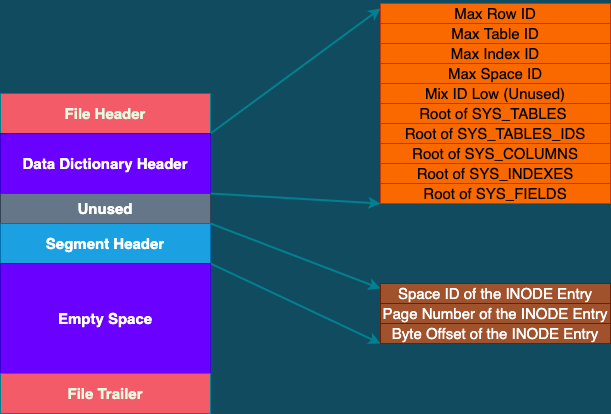 File Header
Data Dictionary Header
Unused
Segment Header
Empty Space
File Trailer
Max Row ID
Max Table ID
Max Index ID
Max Space ID
Mix ID Low (Unused)
Root of SYS_TABLES
Root of SYS_TABLES_IDS
Root of SYS_COLUMNS
Root of SYS_INDEXES
Root of SYS_FIELDS
Space ID of the INODE Entry
Page Number of the INODE Entry
Byte Offset of the INODE Entry